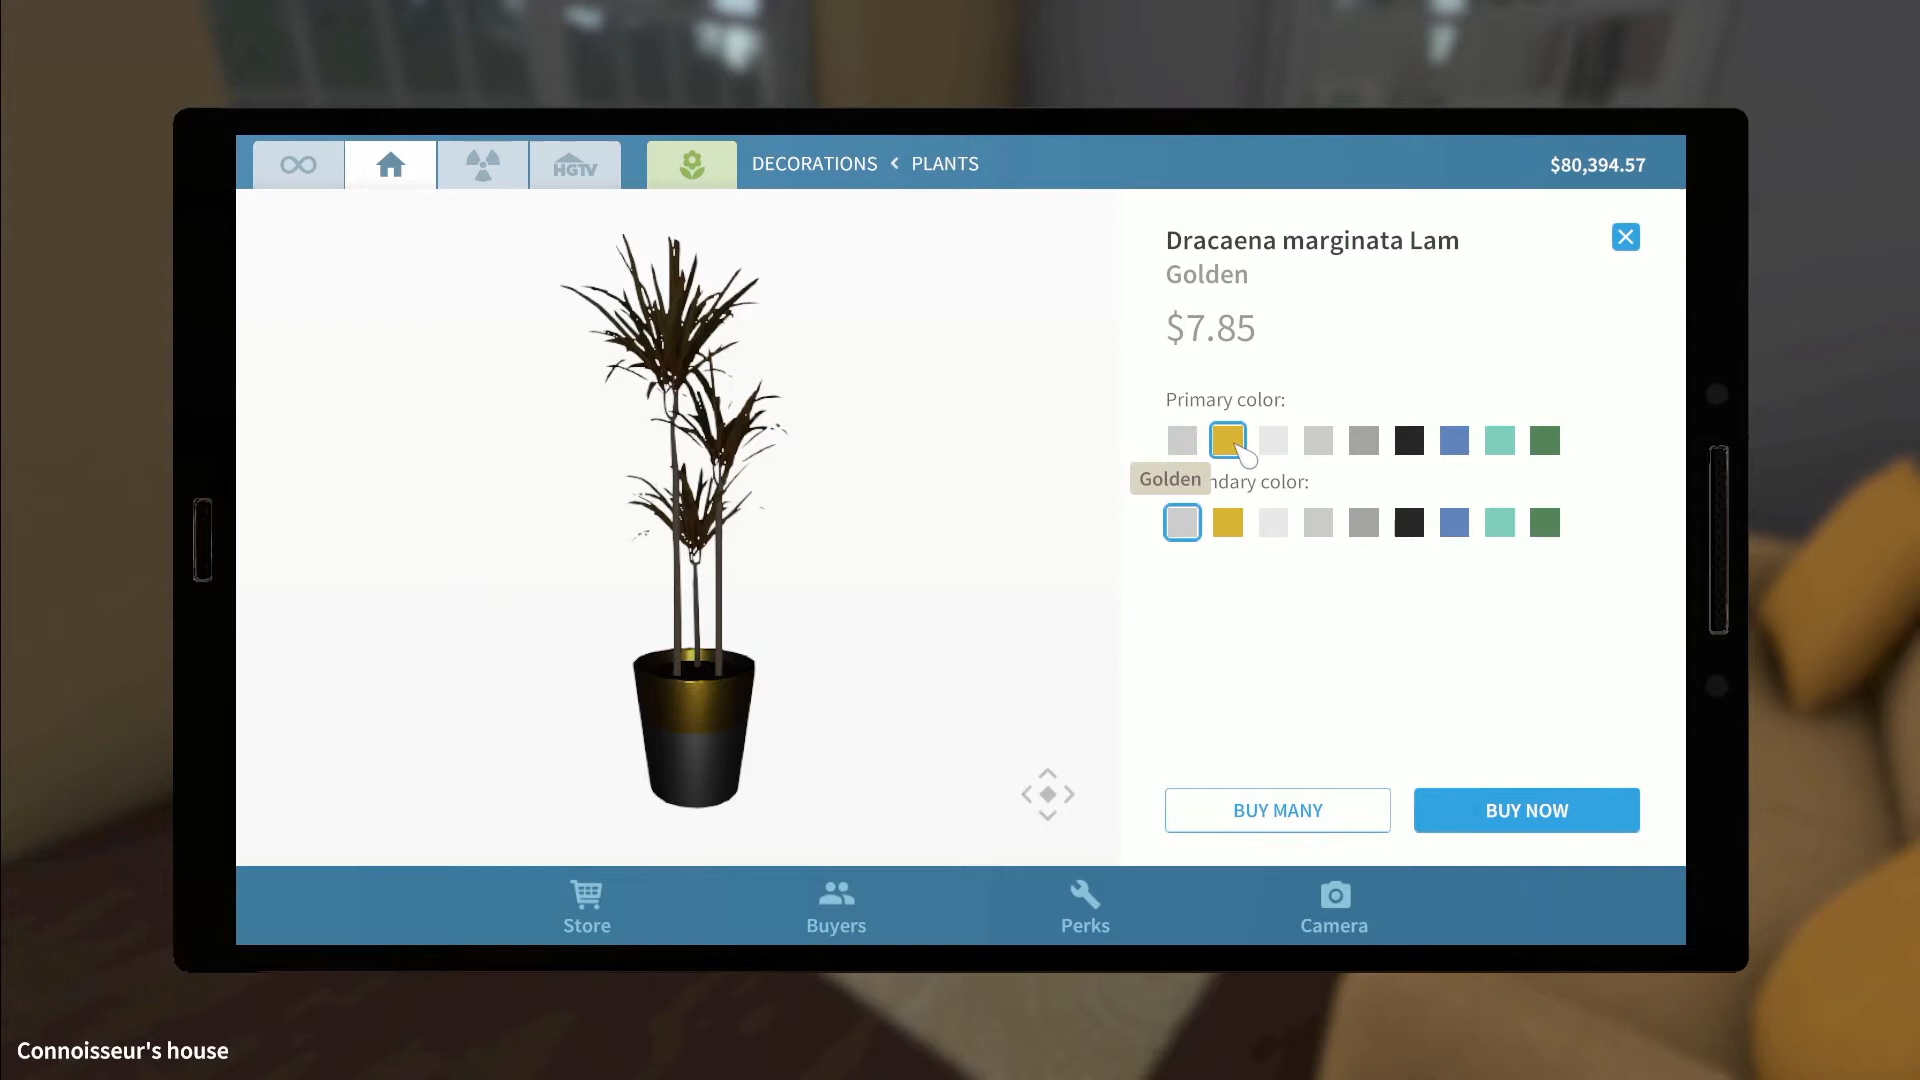 HGTV
DECORATIONS < PLANTS
$80,394.57
Dracaena marginata Lam
Golden
$7.85
Primary color:
Golden
ndary color:
BUY MANY
BUY NOW
Store
Buyers
Perks
Camera
Connoisseur's house